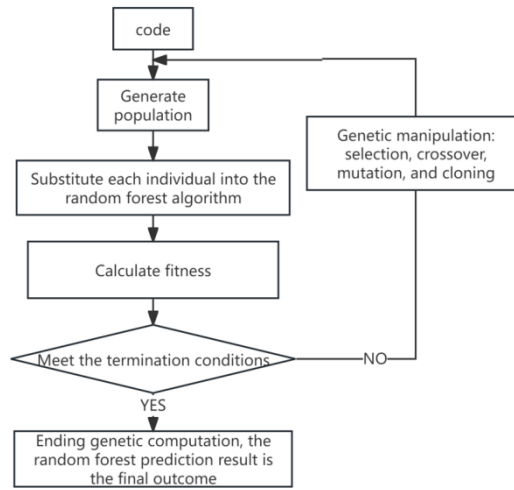 code
Generate
population
Genetic manipulation:
selection, crossover,
mutation, and cloning
Substitute each individual into the
random forest algorithm
Calculate fitness
Meet the termination conditions
NO
YES
Ending genetic computation, the
random forest prediction result is
the final outcome